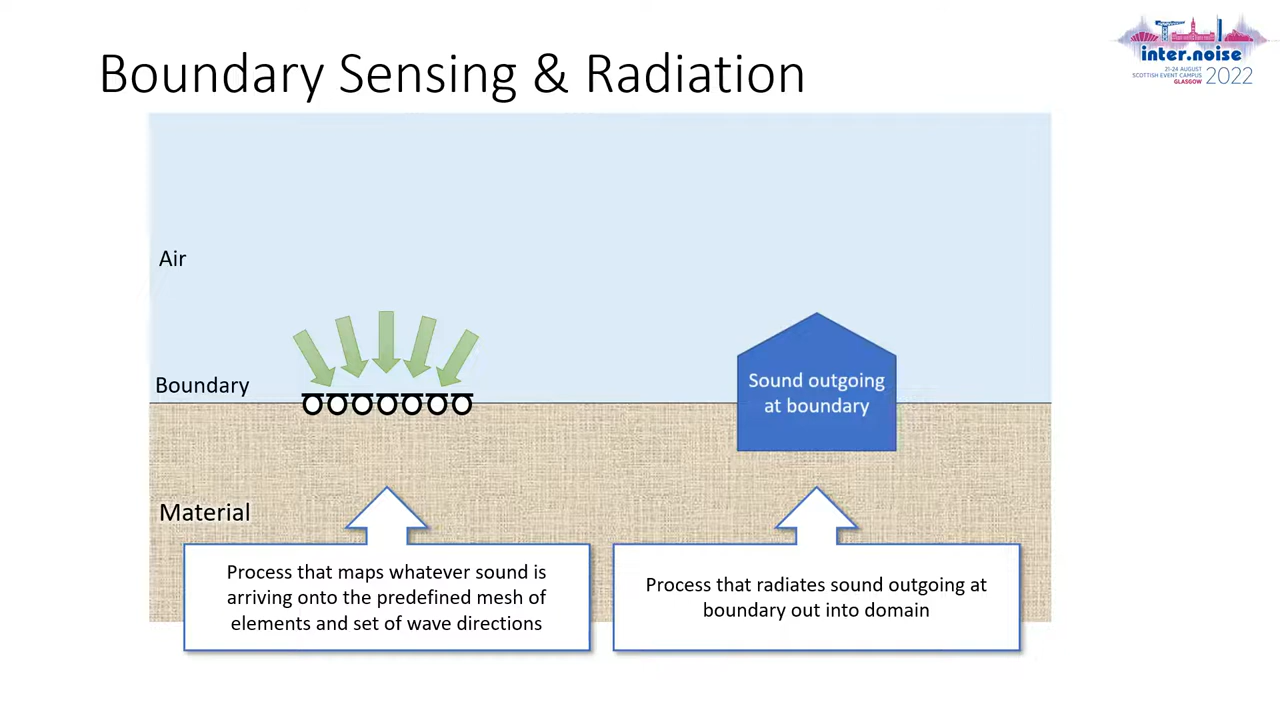 Boundary Sensing & Radiation
inter.noise
21-24 AUGUST
SCOTTISH EVENT CAMPUS
GLASGOW
2022
Air
Boundary
Sound outgoing
at boundary
Material
Process that maps whatever sound is
arriving onto the predefined mesh of
elements and set of wave directions
Process that radiates sound outgoing at
boundary out into domain